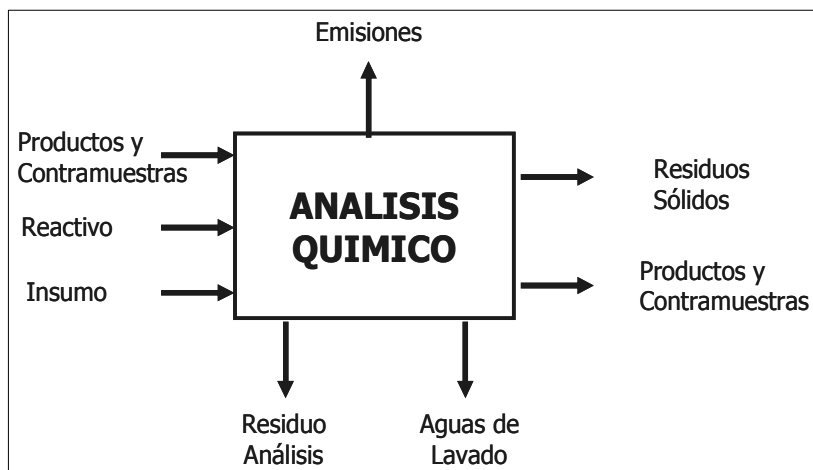 Emisiones
Productos y
Contramuestras
Reactivo
Insumo
ANALISIS
QUIMICO
Residuos
Sólidos
Productos y
Contramuestras
Residuo
Análisis
Aguas de
Lavado